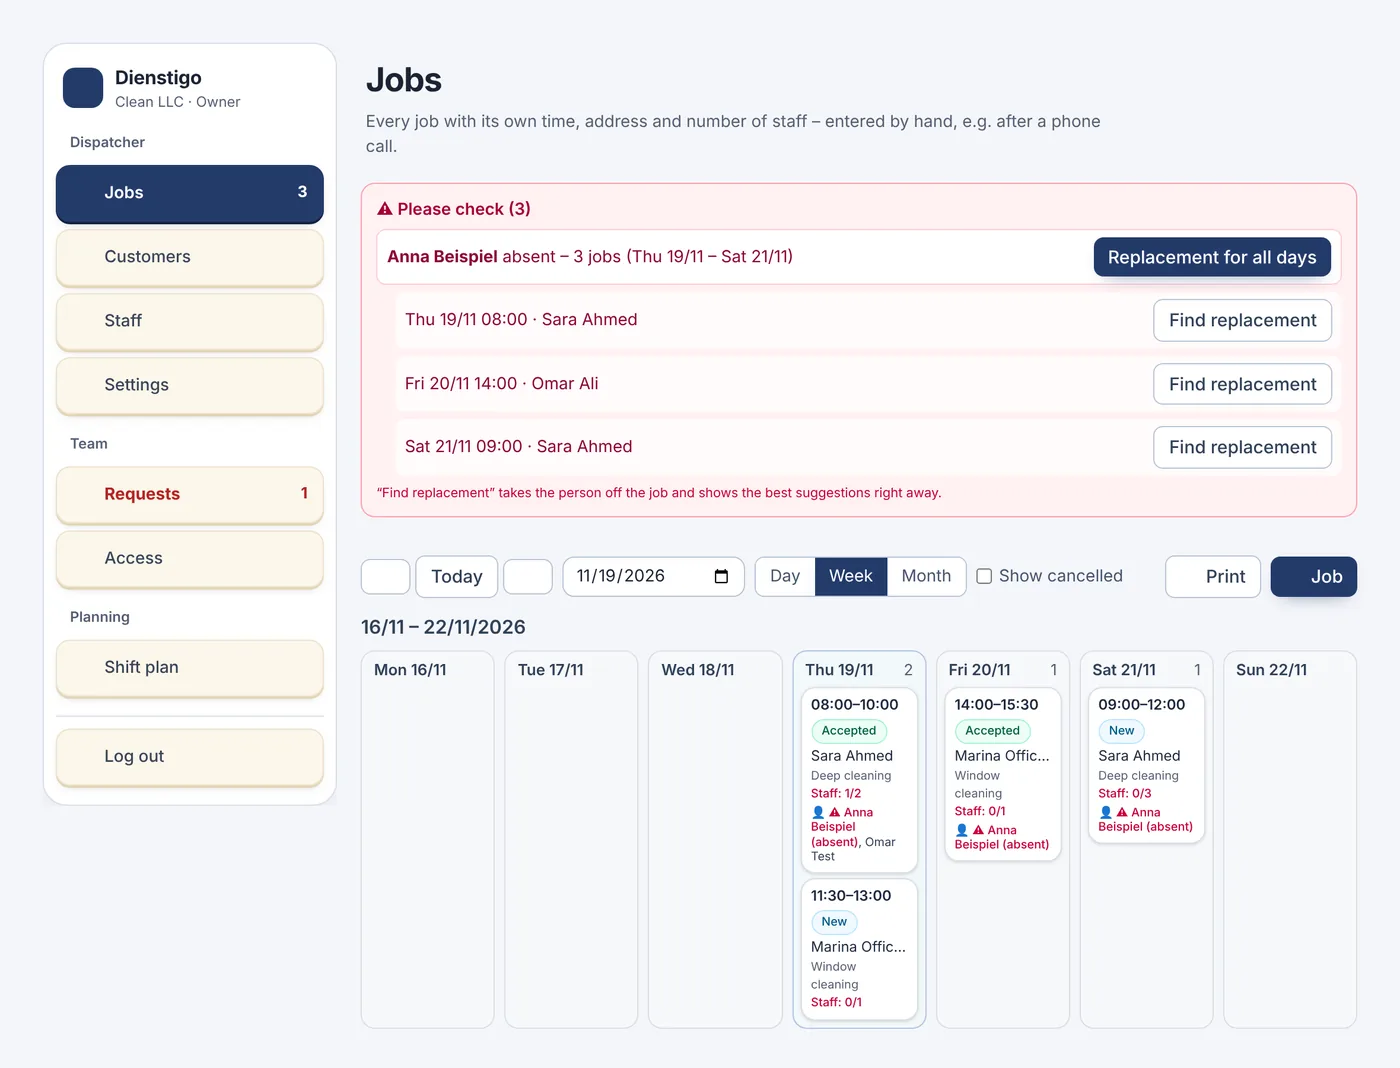 Dienstigo
Clean LLC · Owner
Dispatcher
Jobs 3
Customers
Staff
Settings
Team
Requests 1
Access
Planning
Shift plan
Log out
Jobs
Every job with its own time, address and number of staff – entered by hand, e.g. after a phone
call.
⚠ Please check (3)
Anna Beispiel absent – 3 jobs (Thu 19/11 – Sat 21/11) Replacement for all days
Thu 19/11 08:00 · Sara Ahmed Find replacement
Fri 20/11 14:00 · Omar Ali Find replacement
Sat 21/11 09:00 · Sara Ahmed Find replacement
“Find replacement” takes the person off the job and shows the best suggestions right away.
Today 11/19/2026 Day Week Month Show cancelled Print Job
16/11 – 22/11/2026
Mon 16/11
Tue 17/11
Wed 18/11
Thu 19/11 2
08:00–10:00
Accepted
Sara Ahmed
Deep cleaning
Staff: 1/2
👤 ⚠ Anna
Beispiel
(absent), Omar
Test
11:30–13:00
New
Marina Offic...
Window
cleaning
Staff: 0/1
Fri 20/11 1
14:00–15:30
Accepted
Marina Offic...
Window
cleaning
Staff: 0/1
👤 ⚠ Anna
Beispiel (absent)
Sat 21/11 1
09:00–12:00
New
Sara Ahmed
Deep cleaning
Staff: 0/3
👤 ⚠ Anna
Beispiel (absent)
Sun 22/11